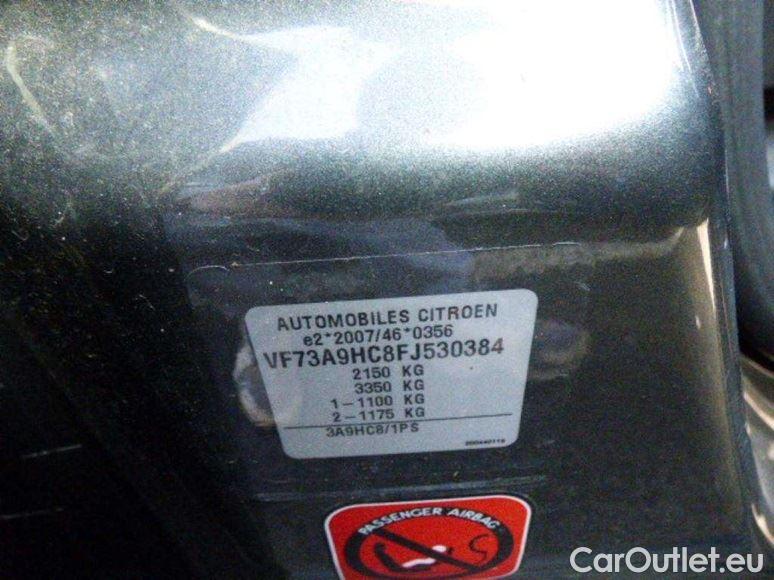 AUTOMOBILES CITROEN
e2*2007/46*0356
VF73A9HC8FJ530384
2150 KG
3350 KG
1-1100 KG
2-1175 KG
3A9HC8/1PS
PASSENGER AIRBAG
CarOutlet.eu